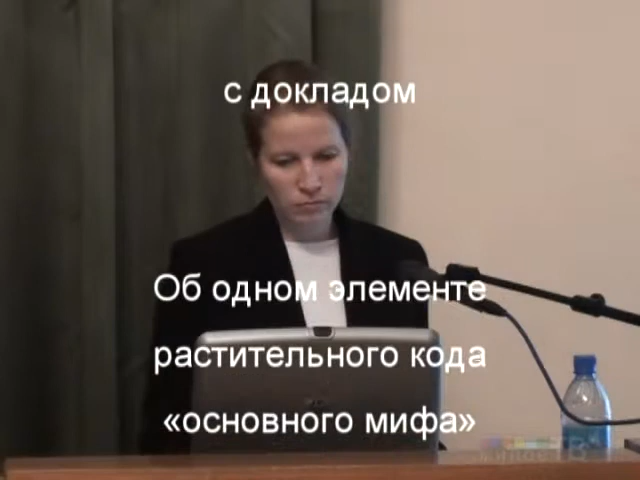 с докладом
Об одном элементе
растительного кода
«основного мифа»